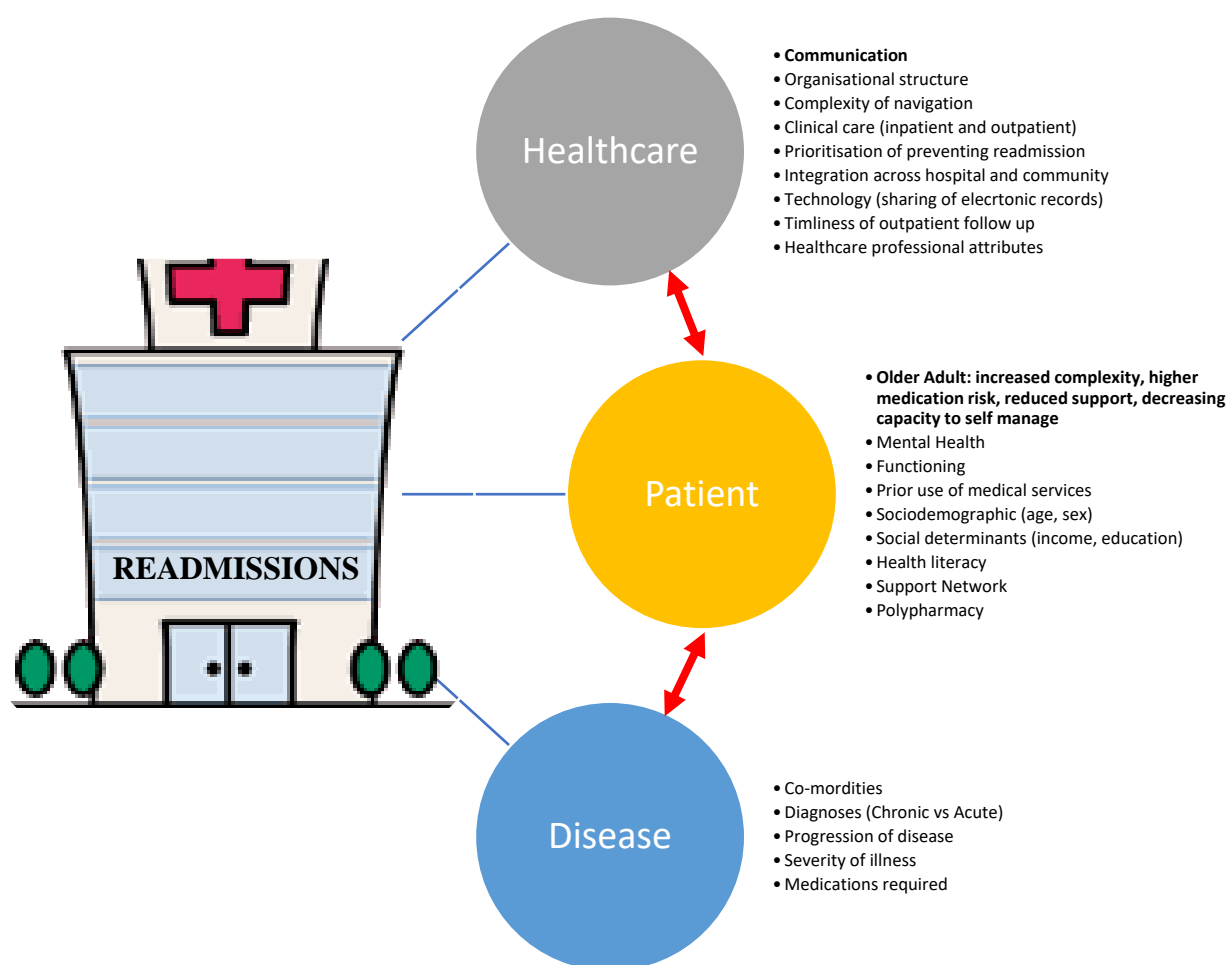 Healthcare
• Communication
• Organisational structure
• Complexity of navigation
• Clinical care (inpatient and outpatient)
• Prioritisation of preventing readmission
• Integration across hospital and community
• Technology (sharing of elecrtonic records)
• Timliness of outpatient follow up
• Healthcare professional attributes
READMISSIONS
Patient
• Older Adult: increased complexity, higher
medication risk, reduced support, decreasing
capacity to self manage
• Mental Health
• Functioning
• Prior use of medical services
• Sociodemographic (age, sex)
• Social determinants (income, education)
• Health literacy
• Support Network
• Polypharmacy
Disease
• Co-mordities
• Diagnoses (Chronic vs Acute)
• Progression of disease
• Severity of illness
• Medications required